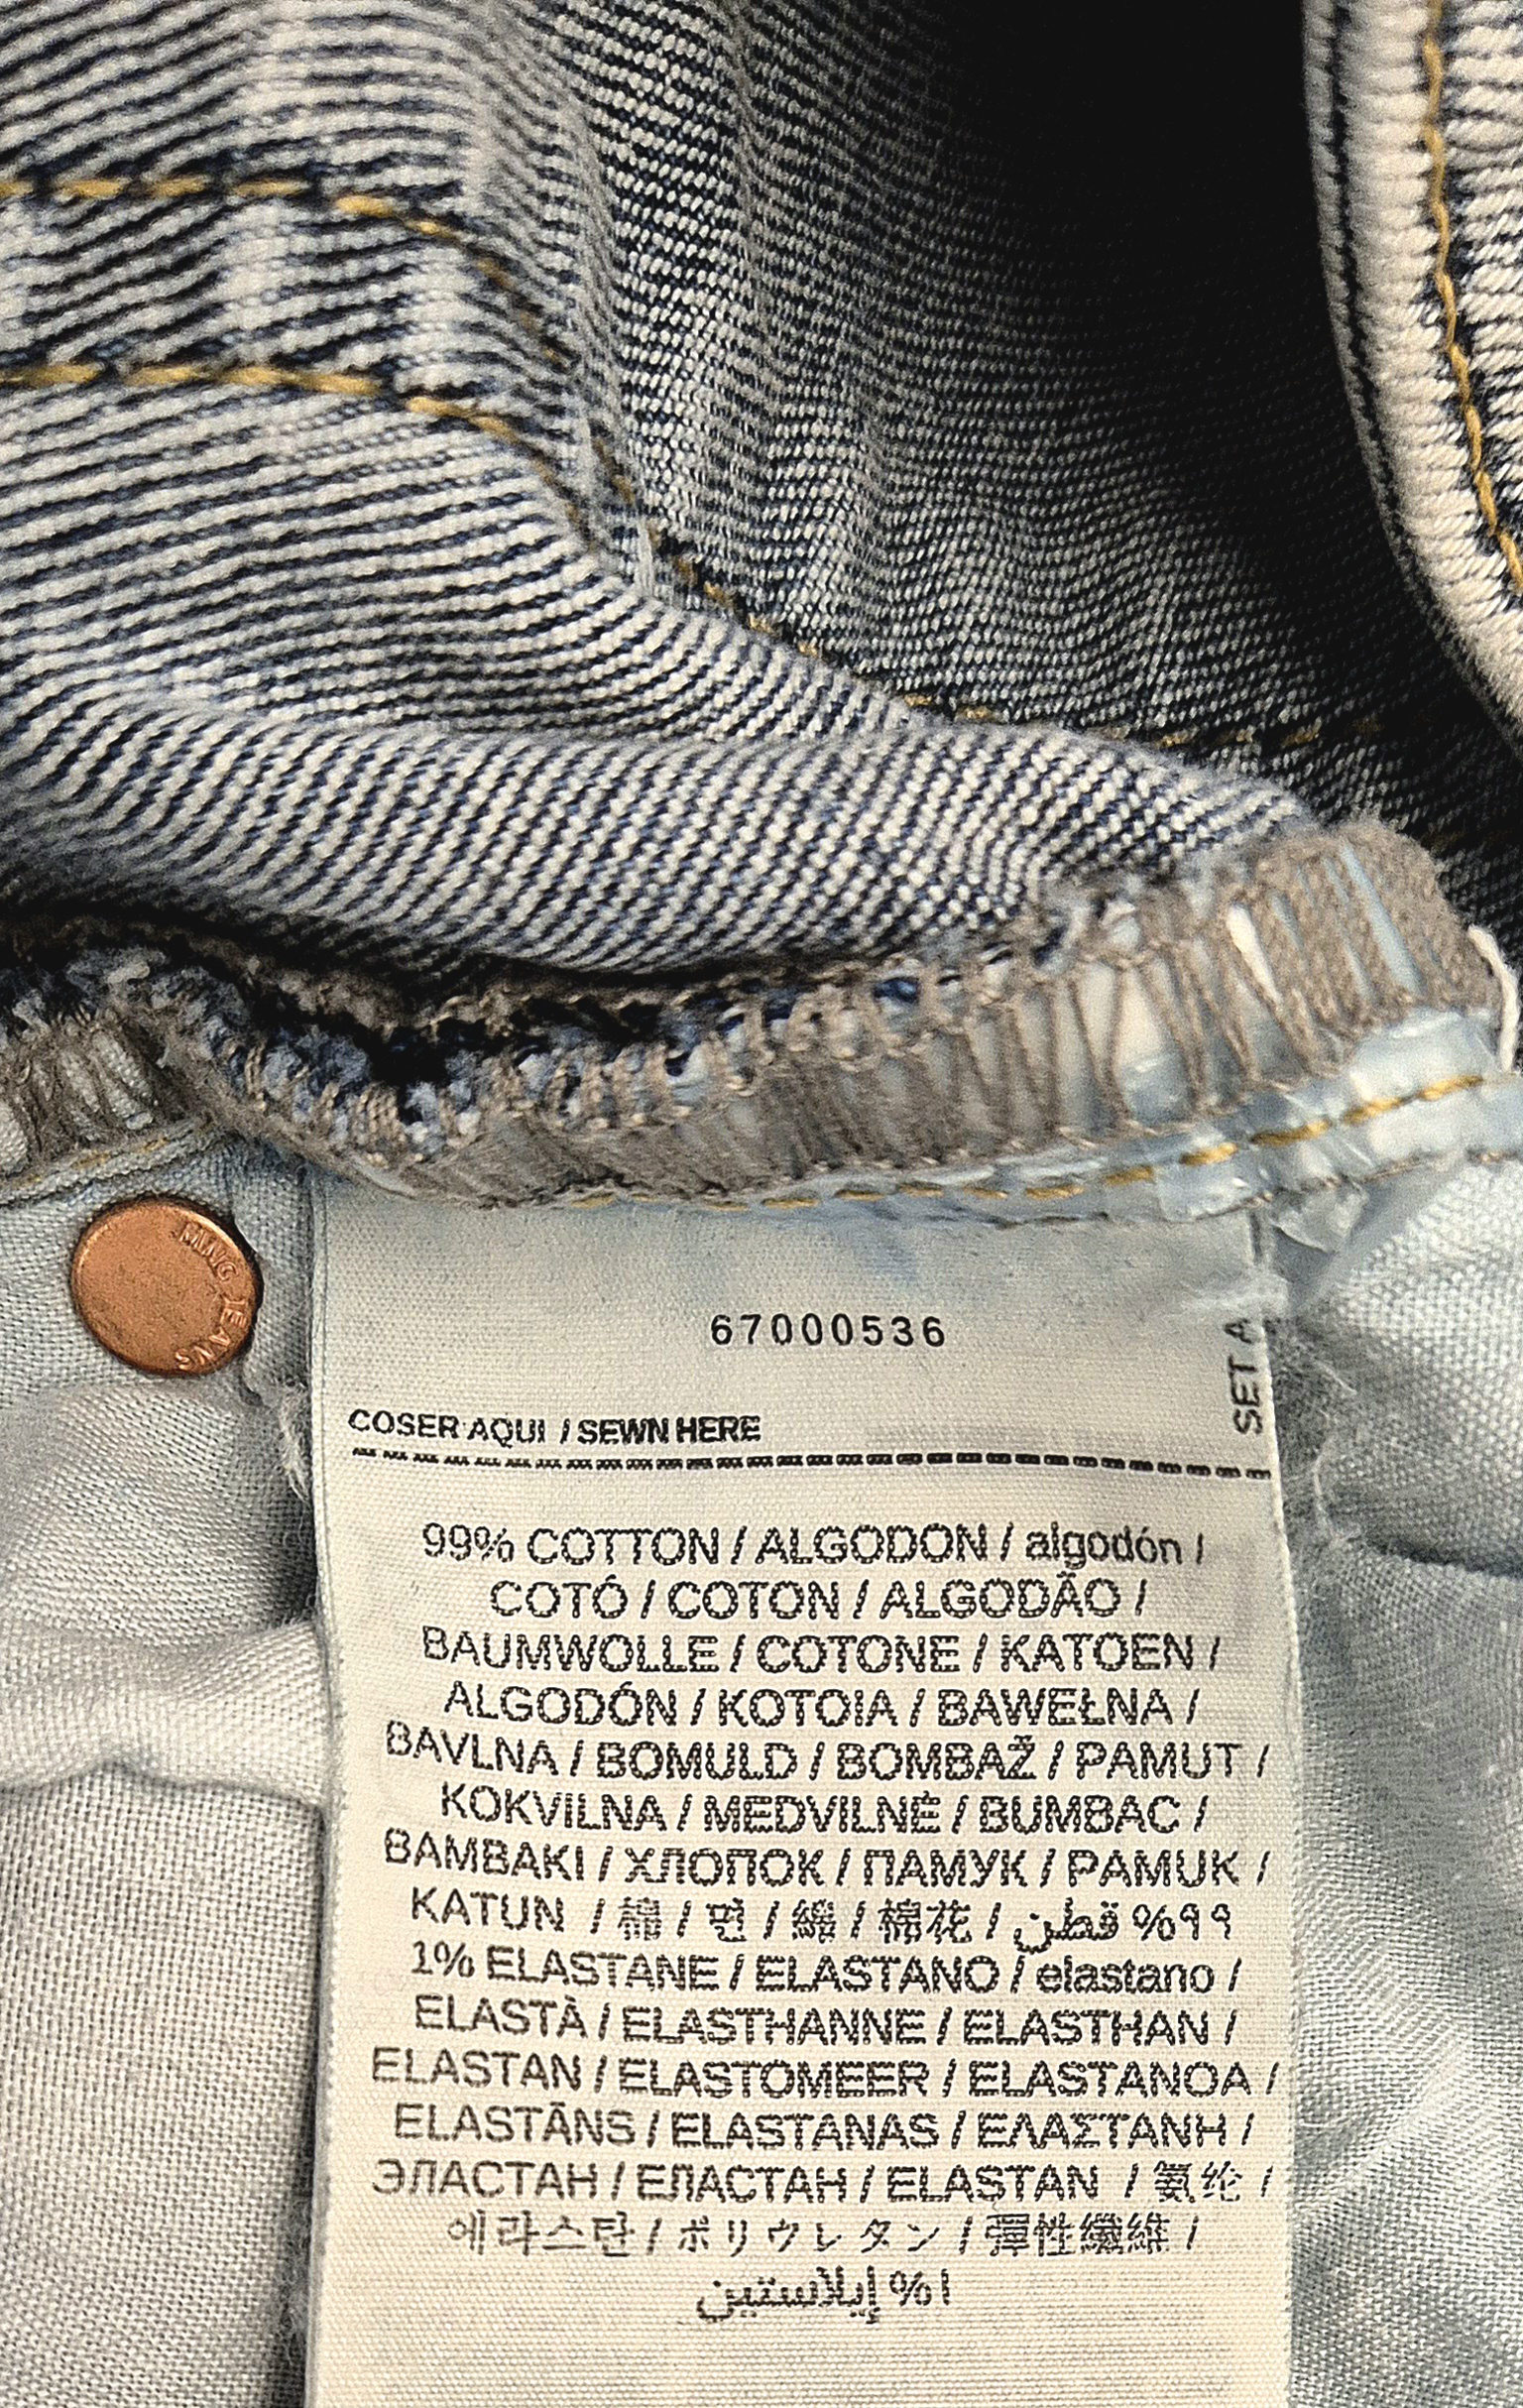 MNG JEANS
67000536
SET A
COSER AQUI / SEWN HERE
99% COTTON / ALGODON / algodón /
COTÓ / COTON / ALGODÃO /
BAUMWOLLE / COTONE / KATOEN /
ALGODÓN / KOTOIA / BAWEŁNA /
BAVLNA / BOMULD / BOMBAŽ / PAMUT /
KOKVILNA / MEDVILNĖ / BUMBAC /
BAMBAKI / ХЛОПОК / ПАМУК / PAMUK /
KATUN / 棉 / 면 / 綿 / 棉花 / قطن %٩٩
1% ELASTANE / ELASTANO / elastano /
ELASTÀ / ELASTHANNE / ELASTHAN /
ELASTAN / ELASTOMEER / ELASTANOA /
ELASTĀNS / ELASTANAS / ΕΛΑΣΤΑΝΗ /
ЭЛАСТАН / ЕЛАСТАН / ELASTAN / 氨纶 /
에라스탄 / ポリウレタン / 彈性纖維 /
إيلاستين %١